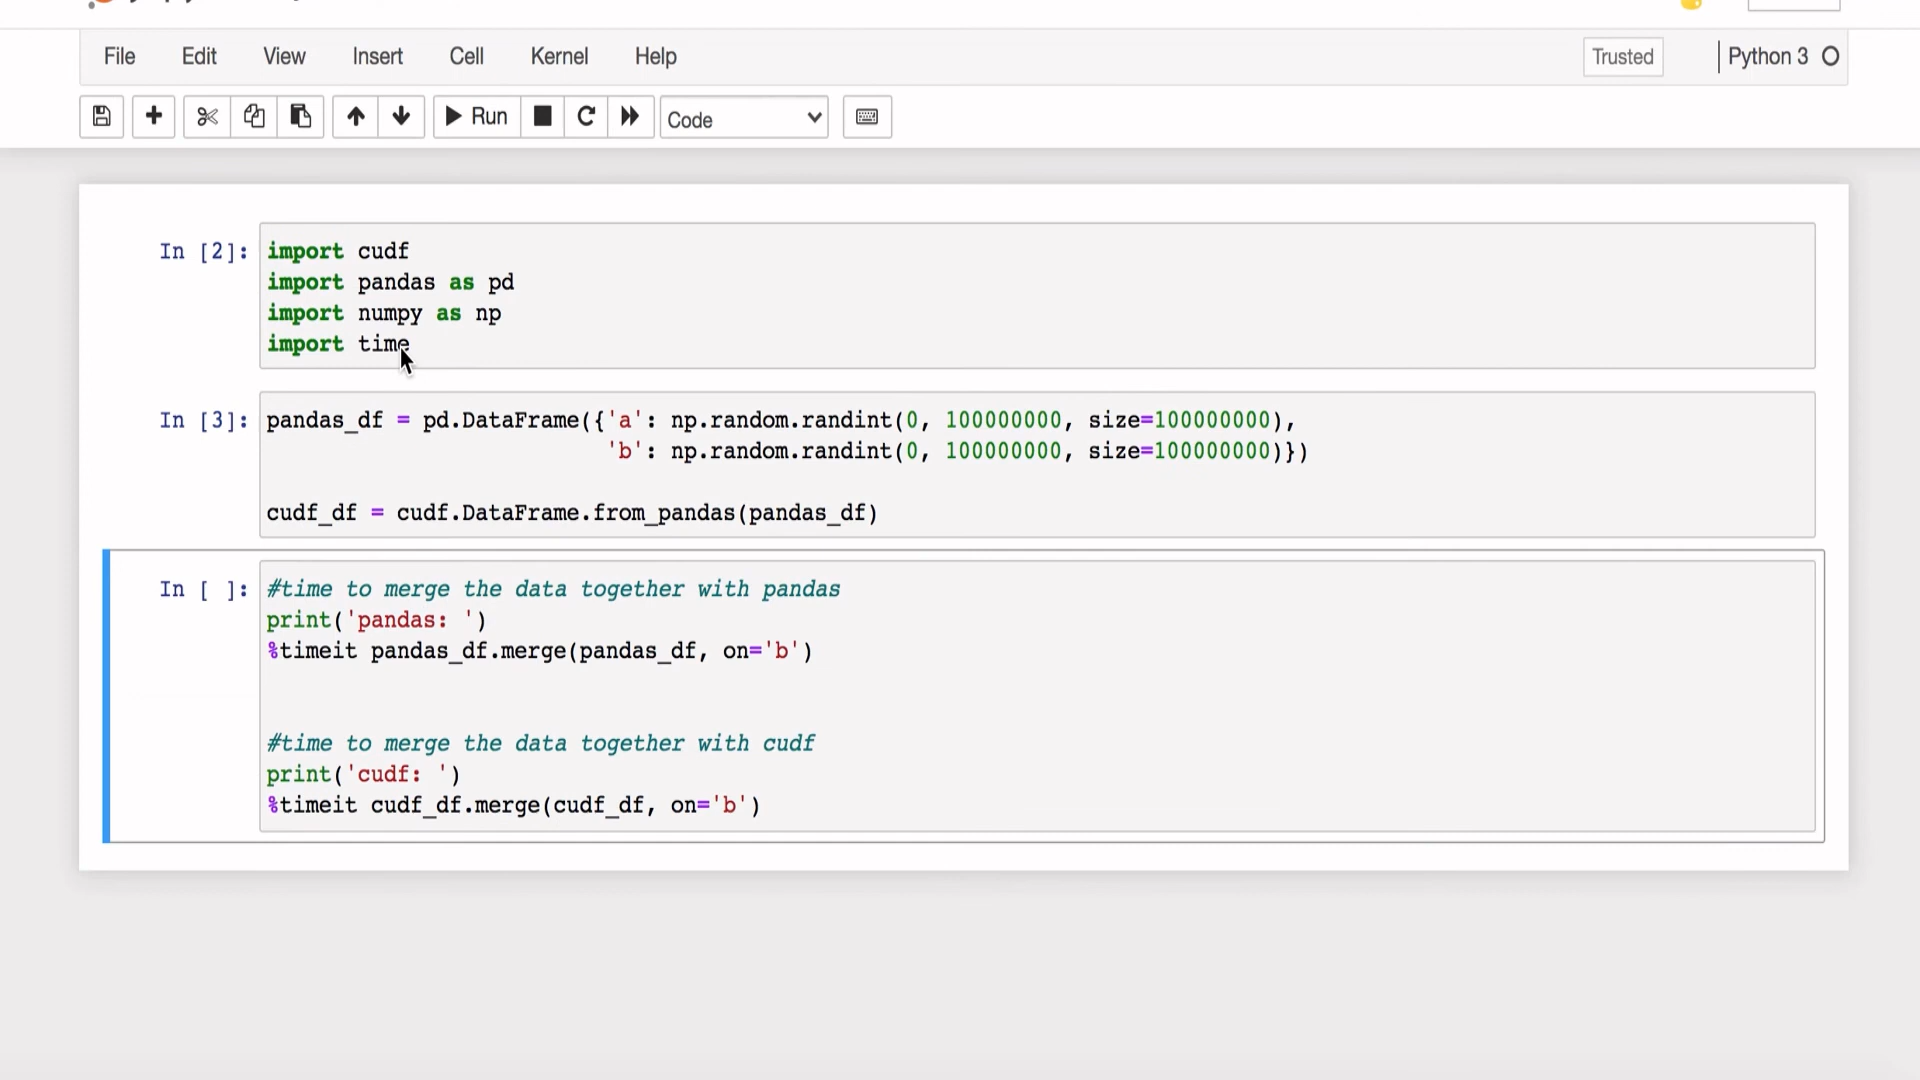 File Edit View Insert Cell Kernel Help Trusted Python 3
Run Code
In [2]: import cudf
import pandas as pd
import numpy as np
import time
In [3]: pandas_df = pd.DataFrame({'a': np.random.randint(0, 100000000, size=100000000),
'b': np.random.randint(0, 100000000, size=100000000)})
cudf_df = cudf.DataFrame.from_pandas(pandas_df)
In [ ]: #time to merge the data together with pandas
print('pandas: ')
%timeit pandas_df.merge(pandas_df, on='b')
#time to merge the data together with cudf
print('cudf: ')
%timeit cudf_df.merge(cudf_df, on='b')